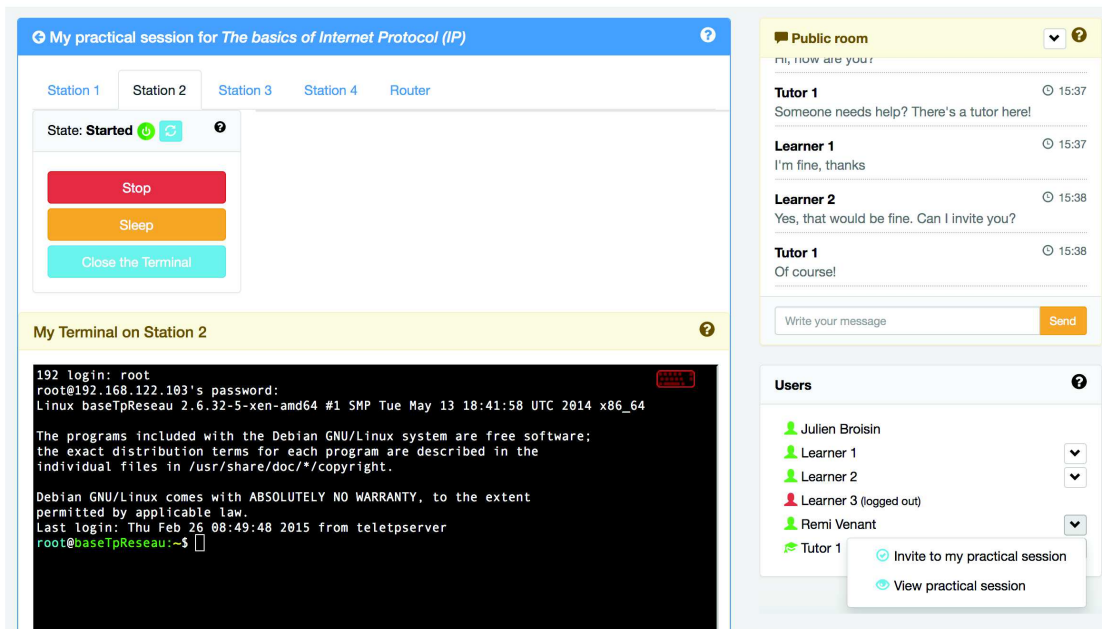 My practical session for The basics of Internet Protocol (IP)
Station 1 Station 2 Station 3 Station 4 Router
State: Started
Stop
Sleep
Close the Terminal
My Terminal on Station 2
192 login: root
root@192.168.122.103's password:
Linux baseTpReseau 2.6.32-5-xen-amd64 #1 SMP Tue May 13 18:41:58 UTC 2014 x86_64
The programs included with the Debian GNU/Linux system are free software;
the exact distribution terms for each program are described in the
individual files in /usr/share/doc/*/copyright.
Debian GNU/Linux comes with ABSOLUTELY NO WARRANTY, to the extent
permitted by applicable law.
Last login: Thu Feb 26 08:49:48 2015 from teletpserver
root@baseTpReseau:~$
Public room
Hi, how are you?
Tutor 1 15:37
Someone needs help? There's a tutor here!
Learner 1 15:37
I'm fine, thanks
Learner 2 15:38
Yes, that would be fine. Can I invite you?
Tutor 1 15:38
Of course!
Write your message Send
Users
Julien Broisin
Learner 1
Learner 2
Learner 3 (logged out)
Remi Venant
Tutor 1
Invite to my practical session
View practical session